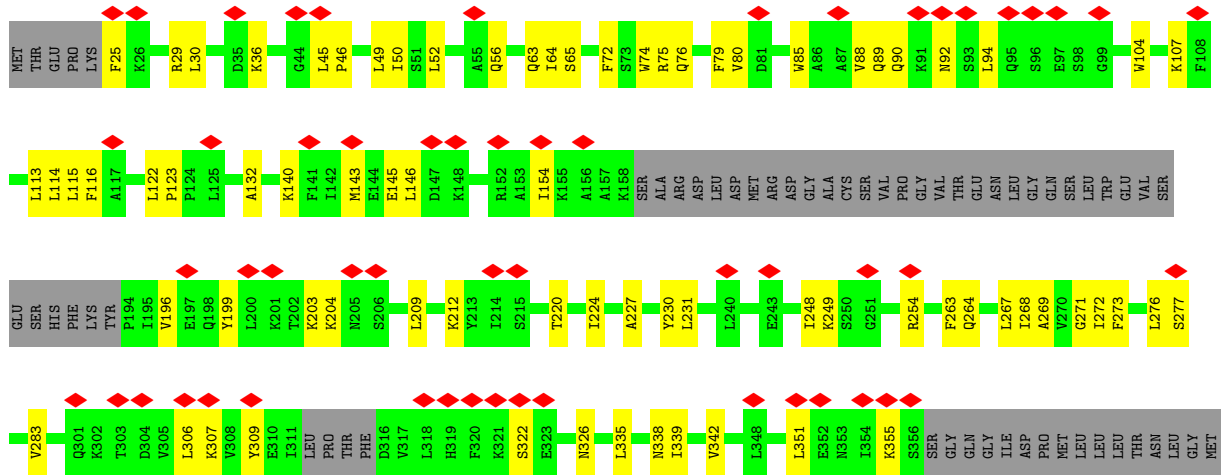 MET THR GLU PRO LYS F25 K26 R29 L30 D35 K36 G44 L45 P46 L49 I50 S51 L52 A55 Q56 Q63 I64 S65 F72 S73 W74 R75 Q76 F79 V80 D81 W85 A86 A87 V88 Q89 Q90 K91 N92 S93 L94 Q95 S96 E97 S98 G99 W104 K107 F108
L113 L114 L115 F116 A117 L122 P123 P124 L125 A132 K140 F141 I142 M143 E144 E145 L146 D147 K148 R152 A153 I154 K155 A156 A157 K158 SER ALA ARG ASP LEU ASP MET ARG ASP GLY ALA CYS SER VAL PRO GLY VAL THR GLU ASN LEU GLY GLN SER LEU TRP GLU VAL SER
GLU SER HIS PHE LYS TYR P194 I195 V196 E197 Q198 Y199 L200 K201 T202 K203 K204 N205 S206 L209 K212 Y213 I214 S215 T220 I224 A227 Y230 L231 L240 E243 I248 K249 S250 G251 R254 F263 Q264 L267 I268 A269 V270 G271 I272 F273 L276 S277
V283 Q301 K302 T303 D304 V305 L306 K307 V308 Y309 E310 I311 LEU PRO THR PHE D316 V317 L318 H319 F320 K321 S322 E323 N326 L335 N338 I339 V342 L348 L351 E352 N353 I354 K355 S356 SER GLY GLN GLY ILE ASP PRO MET LEU LEU LEU THR ASN LEU GLY MET